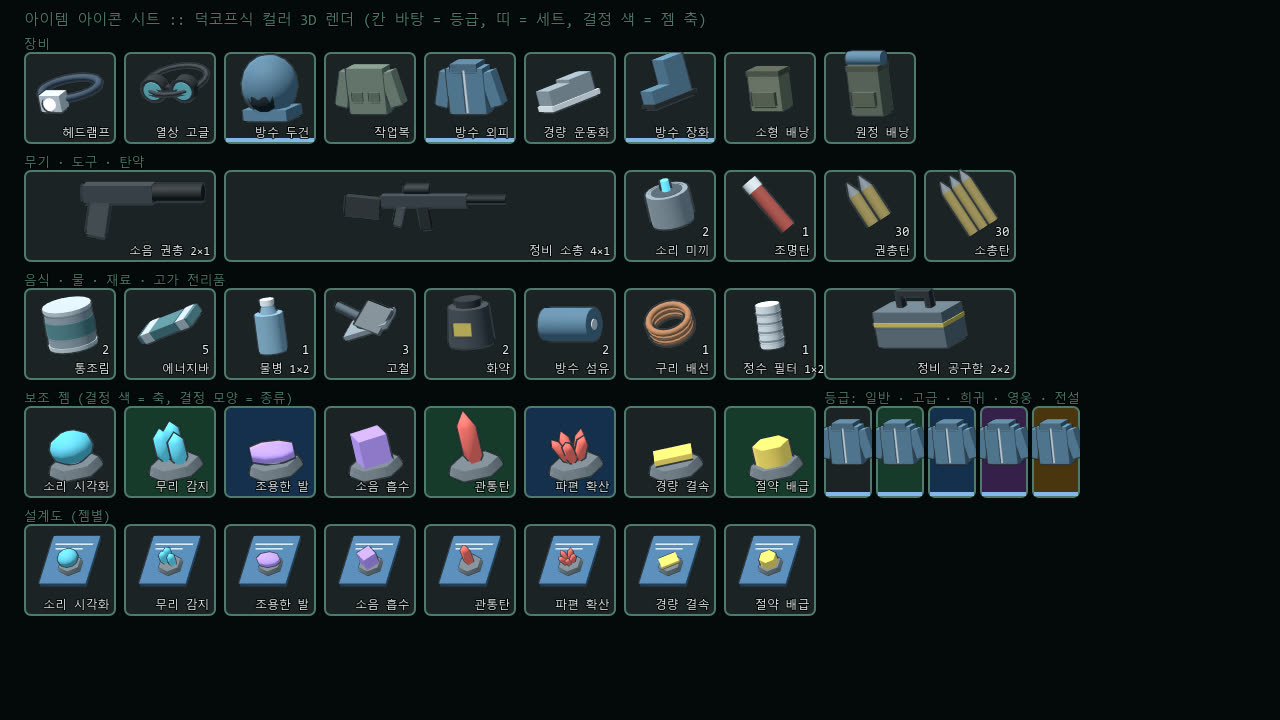 아이템 아이콘 시트 :: 덕코프식 컬러 3D 렌더 (칸 바탕 = 등급, 띠 = 세트, 결정 색 = 젬 축)
장비
헤드램프 열상 고글 방수 두건 작업복 방수 외피 경량 운동화 방수 장화 소형 배낭 원정 배낭
무기 · 도구 · 탄약
2 1 30 30
소음 권총 2×1 정비 소총 4×1 소리 미끼 조명탄 권총탄 소총탄
음식 · 물 · 재료 · 고가 전리품
2 5 1 3 2 2 1 1
통조림 에너지바 물병 1×2 고철 화약 방수 섬유 구리 배선 정수 필터 1×2 정비 공구함 2×2
보조 젬 (결정 색 = 축, 결정 모양 = 종류) 등급: 일반 · 고급 · 희귀 · 영웅 · 전설
소리 시각화 무리 감지 조용한 발 소음 흡수 관통탄 파편 확산 경량 결속 절약 배급
설계도 (젬별)
소리 시각화 무리 감지 조용한 발 소음 흡수 관통탄 파편 확산 경량 결속 절약 배급